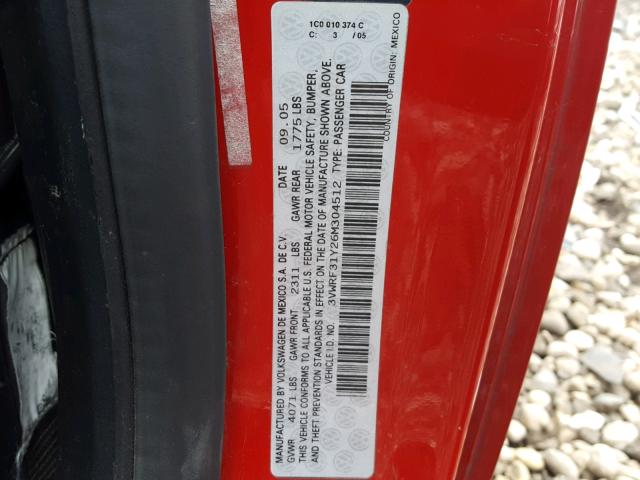 1C0 010 374 C
C: 3 /05
MANUFACTURED BY VOLKSWAGEN DE MEXICO S.A. DE C.V. DATE 09.05
GVWR 4071 LBS GAWR FRONT 2311 LBS GAWR REAR 1775 LBS
THIS VEHICLE CONFORMS TO ALL APPLICABLE U.S. FEDERAL MOTOR VEHICLE SAFETY, BUMPER,
AND THEFT PREVENTION STANDARDS IN EFFECT ON THE DATE OF MANUFACTURE SHOWN ABOVE.
VEHICLE I.D. NO. 3VWRF31Y26M304512 TYPE: PASSENGER CAR
COUNTRY OF ORIGIN: MEXICO